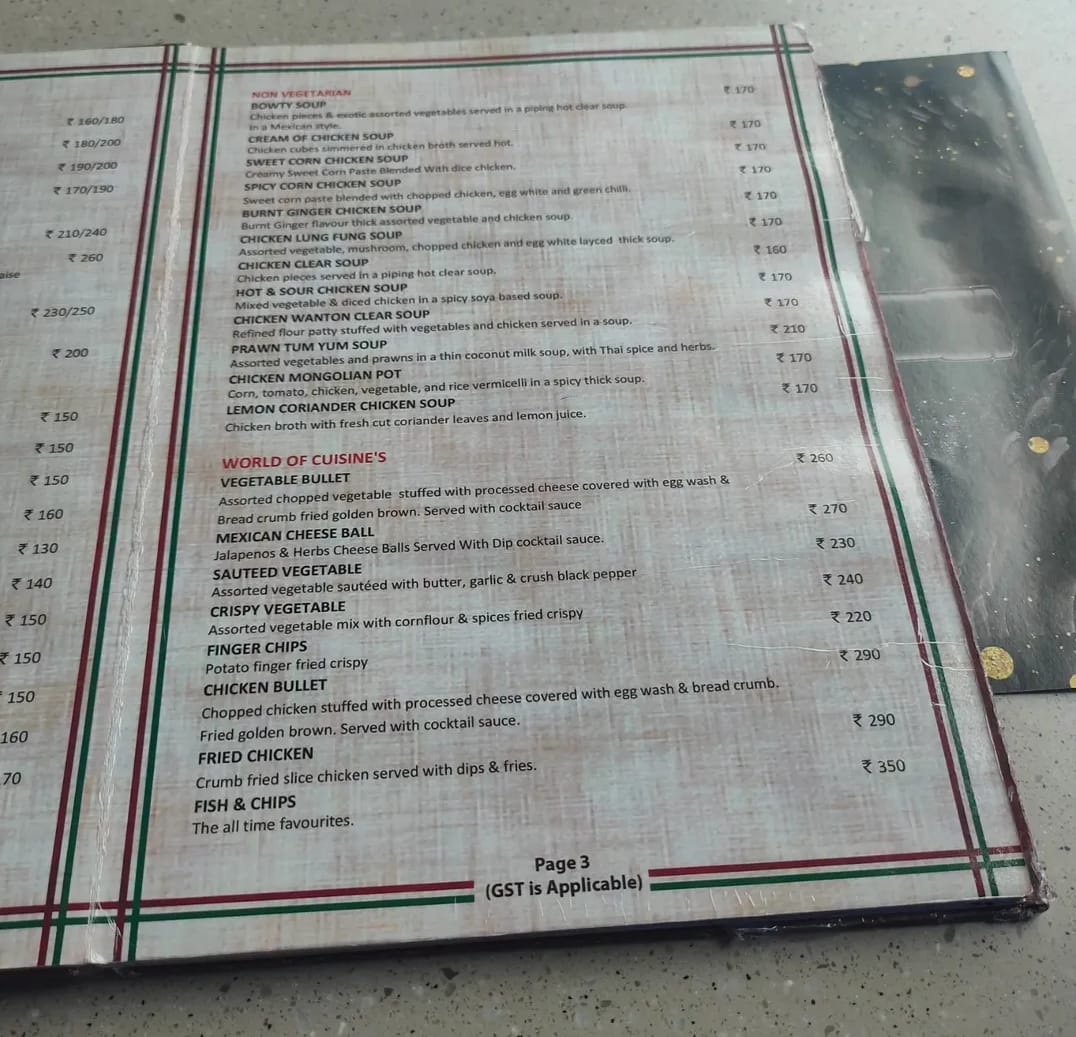 ₹ 160/180
₹ 180/200
₹ 190/200
₹ 170/190
₹ 210/240
₹ 260
aise
₹ 230/250
₹ 200
₹ 150
₹ 150
₹ 150
₹ 160
₹ 130
₹ 140
₹ 150
₹ 150
150
160
70
NON VEGETARIAN
BOWTY SOUP ₹ 170
Chicken pieces & exotic assorted vegetables served in a piping hot clear soup.
in a Mexican style.
CREAM OF CHICKEN SOUP ₹ 170
Chicken cubes simmered in chicken broth served hot.
SWEET CORN CHICKEN SOUP ₹ 170
Creamy Sweet Corn Paste Blended With dice chicken.
SPICY CORN CHICKEN SOUP ₹ 170
Sweet corn paste blended with chopped chicken, egg white and green chilli.
BURNT GINGER CHICKEN SOUP ₹ 170
Burnt Ginger flavour thick assorted vegetable and chicken soup.
CHICKEN LUNG FUNG SOUP ₹ 170
Assorted vegetable, mushroom, chopped chicken and egg white layced thick soup.
CHICKEN CLEAR SOUP ₹ 160
Chicken pieces served in a piping hot clear soup.
HOT & SOUR CHICKEN SOUP ₹ 170
Mixed vegetable & diced chicken in a spicy soya based soup.
CHICKEN WANTON CLEAR SOUP ₹ 170
Refined flour patty stuffed with vegetables and chicken served in a soup.
PRAWN TUM YUM SOUP ₹ 210
Assorted vegetables and prawns in a thin coconut milk soup, with Thai spice and herbs.
CHICKEN MONGOLIAN POT ₹ 170
Corn, tomato, chicken, vegetable, and rice vermicelli in a spicy thick soup.
LEMON CORIANDER CHICKEN SOUP ₹ 170
Chicken broth with fresh cut coriander leaves and lemon juice.
WORLD OF CUISINE'S
VEGETABLE BULLET ₹ 260
Assorted chopped vegetable stuffed with processed cheese covered with egg wash &
Bread crumb fried golden brown. Served with cocktail sauce
MEXICAN CHEESE BALL ₹ 270
Jalapenos & Herbs Cheese Balls Served With Dip cocktail sauce.
SAUTEED VEGETABLE ₹ 230
Assorted vegetable sautéed with butter, garlic & crush black pepper
CRISPY VEGETABLE ₹ 240
Assorted vegetable mix with cornflour & spices fried crispy
FINGER CHIPS ₹ 220
Potato finger fried crispy
CHICKEN BULLET ₹ 290
Chopped chicken stuffed with processed cheese covered with egg wash & bread crumb.
Fried golden brown. Served with cocktail sauce.
FRIED CHICKEN ₹ 290
Crumb fried slice chicken served with dips & fries.
FISH & CHIPS ₹ 350
The all time favourites.
Page 3
(GST is Applicable)